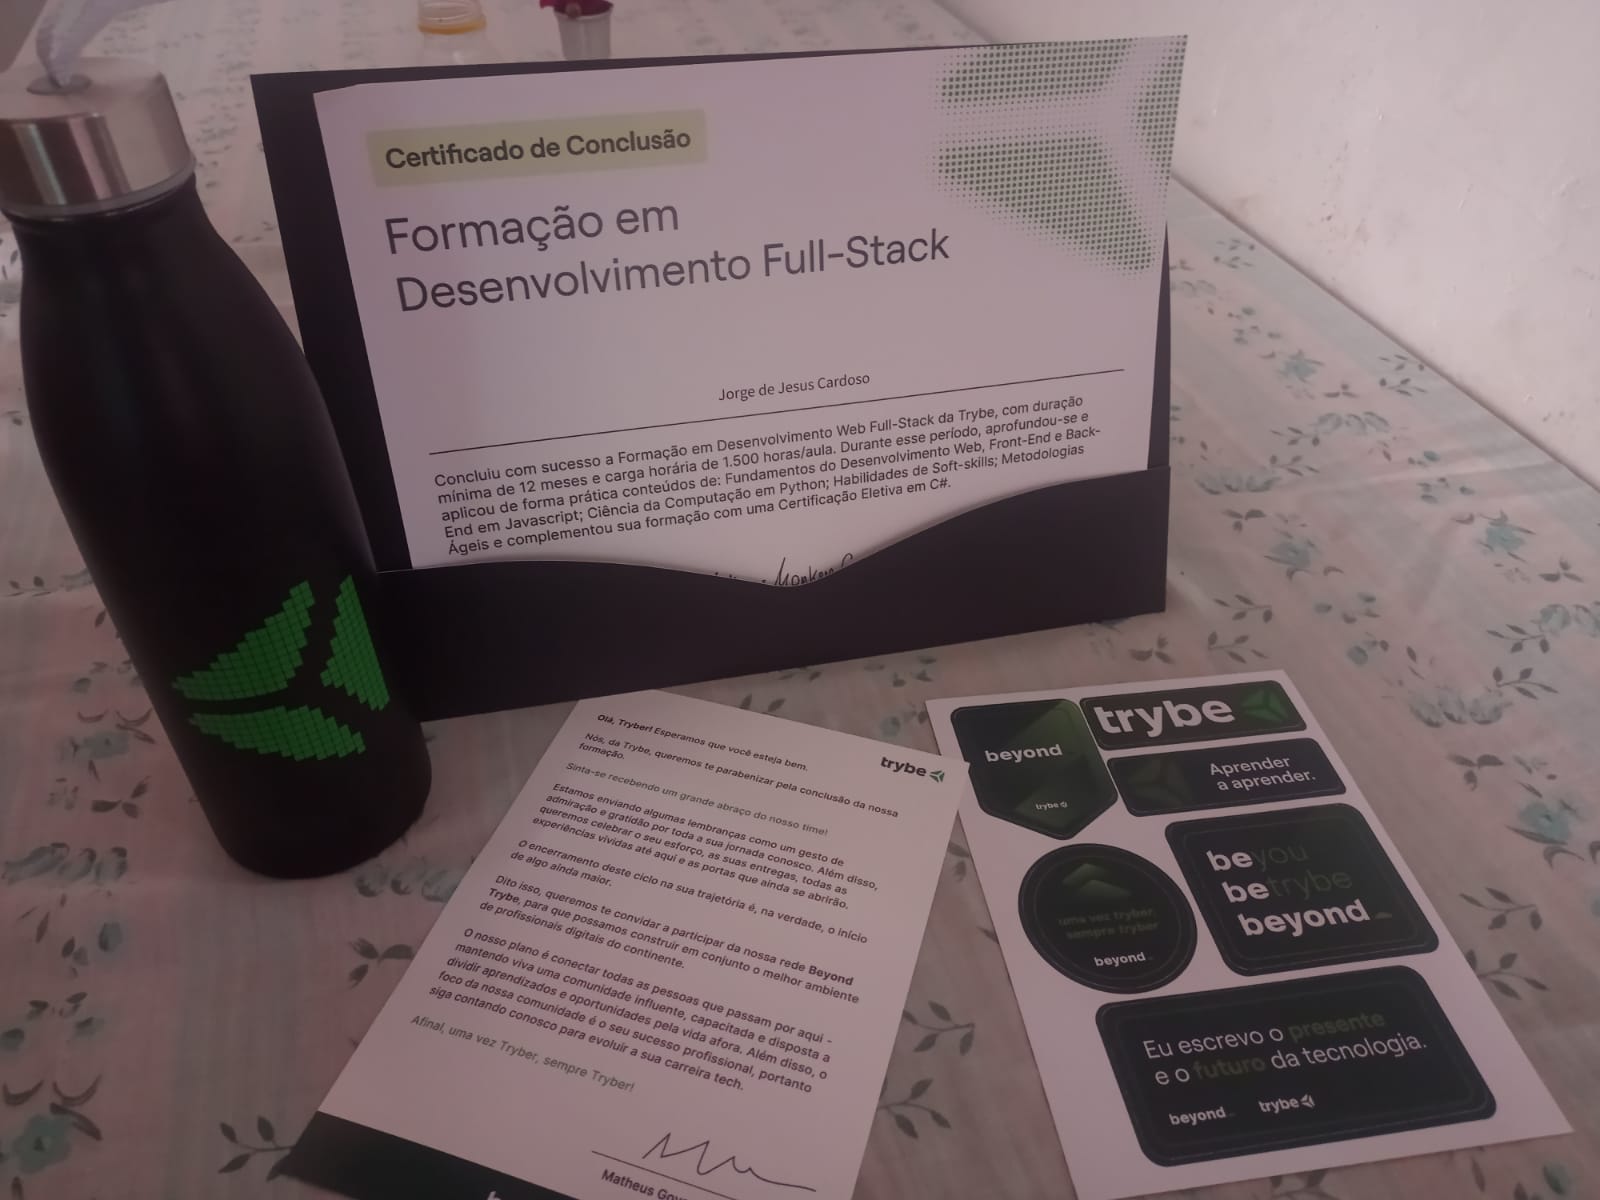 Certificado de Conclusão
Formação em
Desenvolvimento Full-Stack
Jorge de Jesus Cardoso
Concluiu com sucesso a Formação em Desenvolvimento Web Full-Stack da Trybe, com duração
mínima de 12 meses e carga horária de 1.500 horas/aula. Durante esse período, aprofundou-se e
aplicou de forma prática conteúdos de: Fundamentos do Desenvolvimento Web, Front-End e Back-
End em Javascript; Ciência da Computação em Python; Habilidades de Soft-skills; Metodologias
Ágeis e complementou sua formação com uma Certificação Eletiva em C#.
trybe
Olá, Tryber! Esperamos que você esteja bem.
Nós, da Trybe, queremos te parabenizar pela conclusão da nossa
formação.
Sinta-se recebendo um grande abraço do nosso time!
Estamos enviando algumas lembranças como um gesto de
admiração e gratidão por toda a sua jornada conosco. Além disso,
queremos celebrar o seu esforço, as suas entregas, todas as
experiências vividas até aqui e as portas que ainda se abrirão.
O encerramento deste ciclo na sua trajetória é, na verdade, o início
de algo ainda maior.
Dito isso, queremos te convidar a participar da nossa rede Beyond
Trybe, para que possamos construir em conjunto o melhor ambiente
de profissionais digitais do continente.
O nosso plano é conectar todas as pessoas que passam por aqui -
mantendo viva uma comunidade influente, capacitada e disposta a
dividir aprendizados e oportunidades pela vida afora. Além disso, o
foco da nossa comunidade é o seu sucesso profissional, portanto
siga contando conosco para evoluir a sua carreira tech.
Afinal, uma vez Tryber, sempre Tryber!
Matheus
beyond
trybe
trybe
Aprender
a aprender.
uma vez tryber,
sempre tryber
beyond
beyou
betrybe
beyond
Eu escrevo o presente
e o futuro da tecnologia.
beyond trybe